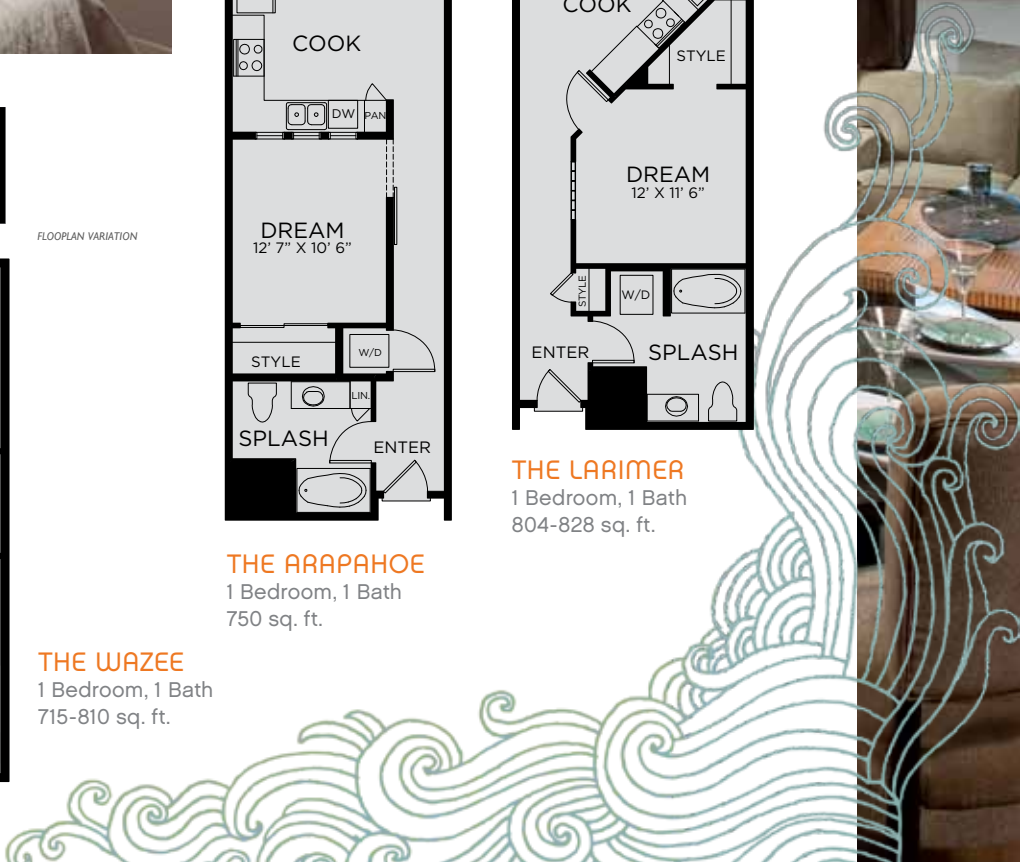 FLOOPLAN VARIATION
THE WAZEE
1 Bedroom, 1 Bath
715-810 sq. ft.
COOK
DW
PAN
DREAM
12’ 7” X 10’ 6”
STYLE
W/D
LIN.
SPLASH
ENTER
THE ARAPAHOE
1 Bedroom, 1 Bath
750 sq. ft.
COOK
STYLE
DREAM
12’ X 11’ 6”
STYLE
W/D
ENTER
SPLASH
THE LARIMER
1 Bedroom, 1 Bath
804-828 sq. ft.